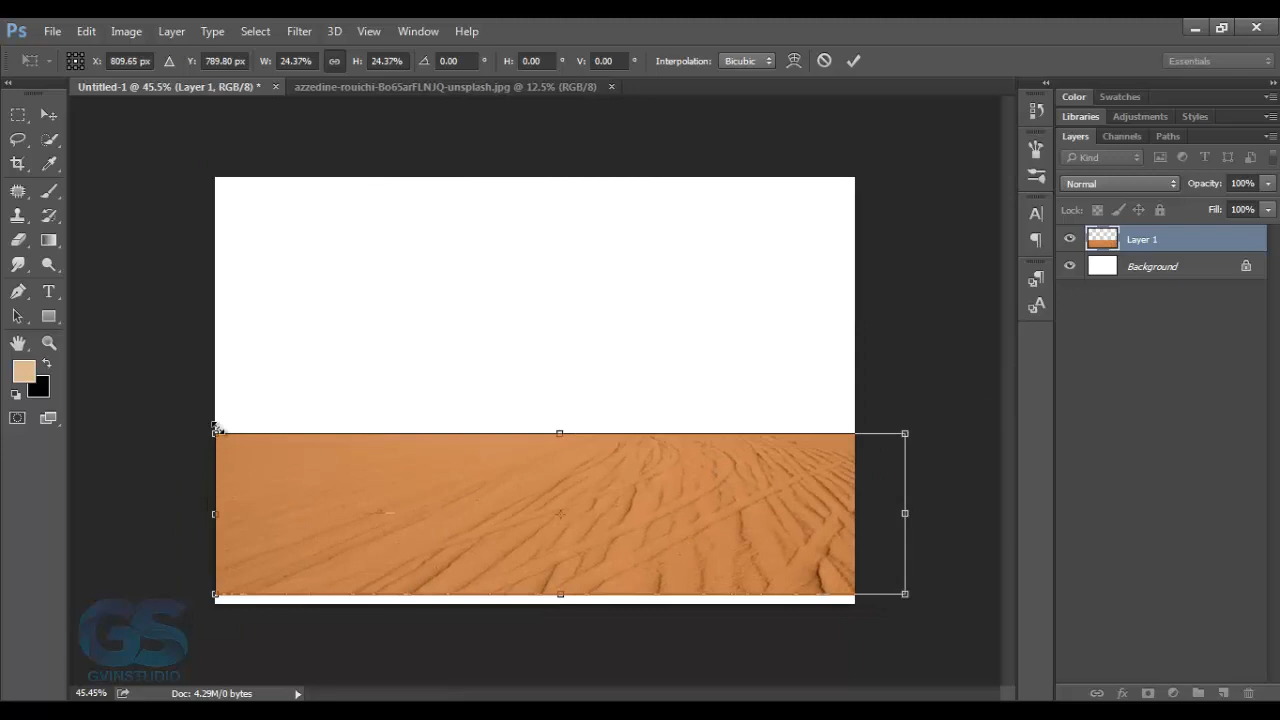 Ps File Edit Image Layer Type Select Filter 3D View Window Help
X: 809.65 px Y: 789.80 px W: 24.37% H: 24.37% 0.00 ° H: 0.00 ° V: 0.00 ° Interpolation: Bicubic Essentials
Untitled-1 @ 45.5% (Layer 1, RGB/8) * × azzedine-rouichi-Bo65arFLNJQ-unsplash.jpg @ 12.5% (RGB/8) ×
Color Swatches
Libraries Adjustments Styles
Layers Channels Paths
Kind
Normal Opacity: 100%
Lock: Fill: 100%
Layer 1
Background
GS
GVINSTUDIO
45.45% Doc: 4.29M/0 bytes